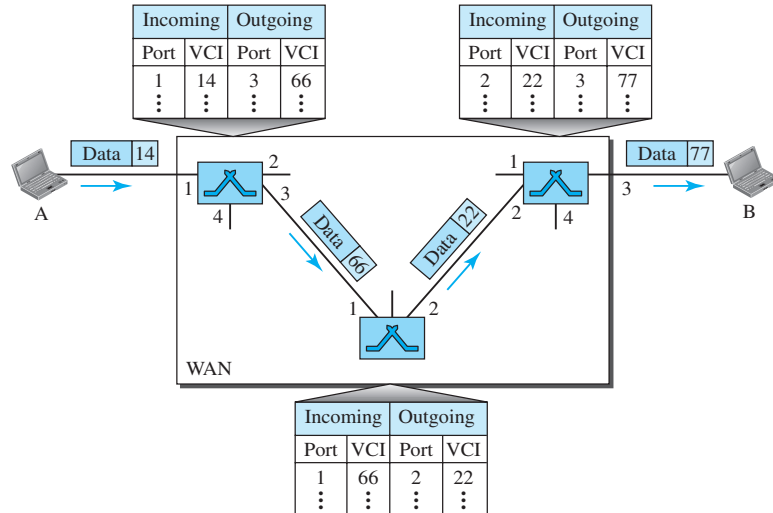 Incoming Outgoing
Port VCI Port VCI
1 14 3 66
⋮ ⋮ ⋮ ⋮
Incoming Outgoing
Port VCI Port VCI
2 22 3 77
⋮ ⋮ ⋮ ⋮
Data 14
A
1
2
3
4
Data 66
1
2
Data 22
1
2
3
4
Data 77
B
WAN
Incoming Outgoing
Port VCI Port VCI
1 66 2 22
⋮ ⋮ ⋮ ⋮